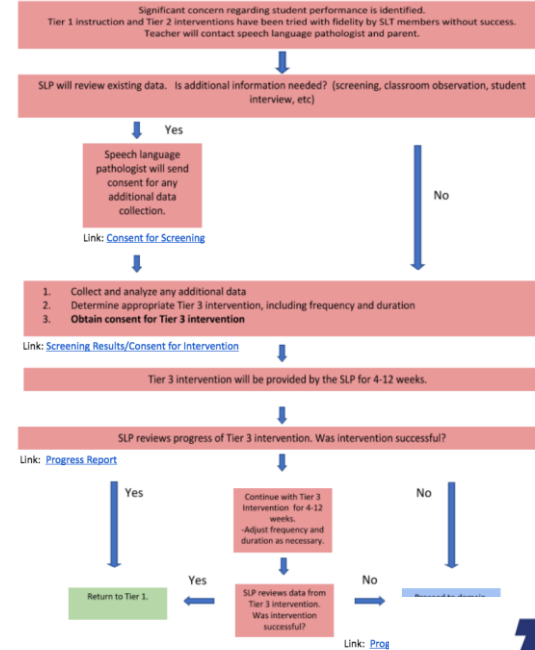 Significant concern regarding student performance is identified.
Tier 1 instruction and Tier 2 interventions have been tried with fidelity by SLT members without success.
Teacher will contact speech language pathologist and parent.
SLP will review existing data. Is additional information needed? (screening, classroom observation, student
interview, etc)
Yes
Speech language
pathologist will send
consent for any
additional data
collection.
No
Link: Consent for Screening
1. Collect and analyze any additional data
2. Determine appropriate Tier 3 intervention, including frequency and duration
3. Obtain consent for Tier 3 intervention
Link: Screening Results/Consent for Intervention
Tier 3 intervention will be provided by the SLP for 4-12 weeks.
SLP reviews progress of Tier 3 intervention. Was intervention successful?
Link: Progress Report
Yes
Continue with Tier 3
Intervention for 4-12
weeks.
-Adjust frequency and
duration as necessary.
No
Return to Tier 1.
Yes
SLP reviews data from
Tier 3 intervention.
Was intervention
successful?
No
Link: Prog